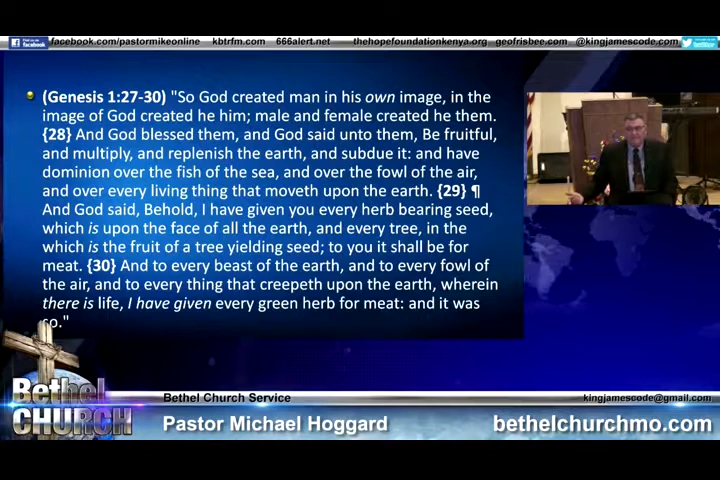 Find us on facebook facebook.com/pastormikeonline kbtrfm.com 666alert.net thehopefoundationkenya.org geofrisbee.com @kingjamescode.com twitter
(Genesis 1:27-30) "So God created man in his own image, in the
image of God created he him; male and female created he them.
{28} And God blessed them, and God said unto them, Be fruitful,
and multiply, and replenish the earth, and subdue it: and have
dominion over the fish of the sea, and over the fowl of the air,
and over every living thing that moveth upon the earth. {29} ¶
And God said, Behold, I have given you every herb bearing seed,
which is upon the face of all the earth, and every tree, in the
which is the fruit of a tree yielding seed; to you it shall be for
meat. {30} And to every beast of the earth, and to every fowl of
the air, and to every thing that creepeth upon the earth, wherein
there is life, I have given every green herb for meat: and it was
so."
Bethel
CHURCH
Bethel Church Service kingjamescode@gmail.com
Pastor Michael Hoggard bethelchurchmo.com